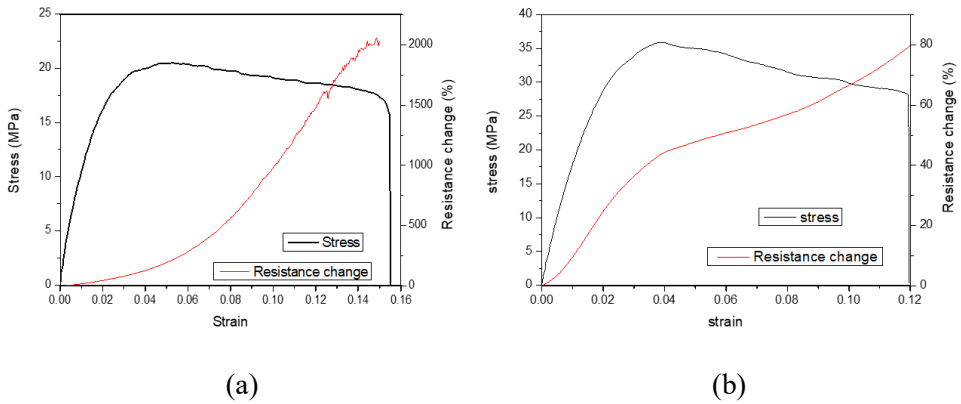 25
20
15
10
5
0
Stress (MPa)
2000
1500
1000
500
0
Resistance change (%)
Stress
Resistance change
0.00 0.02 0.04 0.06 0.08 0.10 0.12 0.14 0.16
Strain
(a)
40
35
30
25
20
15
10
5
0
stress (MPa)
80
60
40
20
0
Resistance change (%)
stress
Resistance change
0.00 0.02 0.04 0.06 0.08 0.10 0.12
strain
(b)